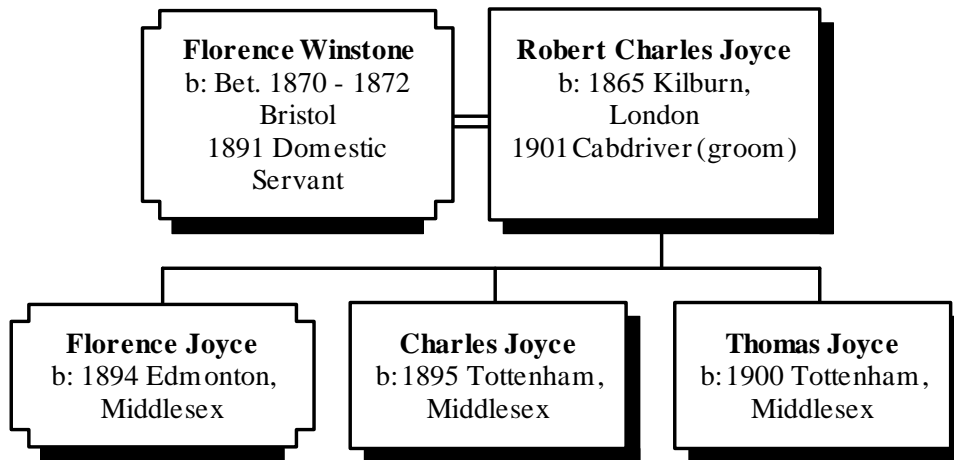 Florence Winstone
b: Bet. 1870 - 1872
Bristol
1891 Domestic
Servant
Robert Charles Joyce
b: 1865 Kilburn,
London
1901 Cabdriver (groom)
Florence Joyce
b: 1894 Edmonton,
Middlesex
Charles Joyce
b: 1895 Tottenham,
Middlesex
Thomas Joyce
b: 1900 Tottenham,
Middlesex